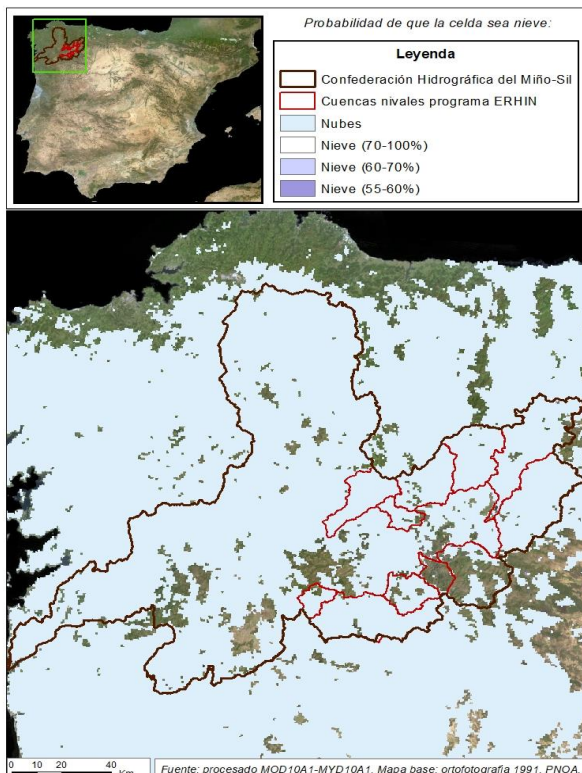 Probabilidad de que la celda sea nieve:
Leyenda
Confederación Hidrográfica del Miño-Sil
Cuencas nivales programa ERHIN
Nubes
Nieve (70-100%)
Nieve (60-70%)
Nieve (55-60%)
0 10 20 40
Km
Fuente: procesado MOD10A1-MYD10A1. Mapa base: ortofotografía 1991, PNOA.